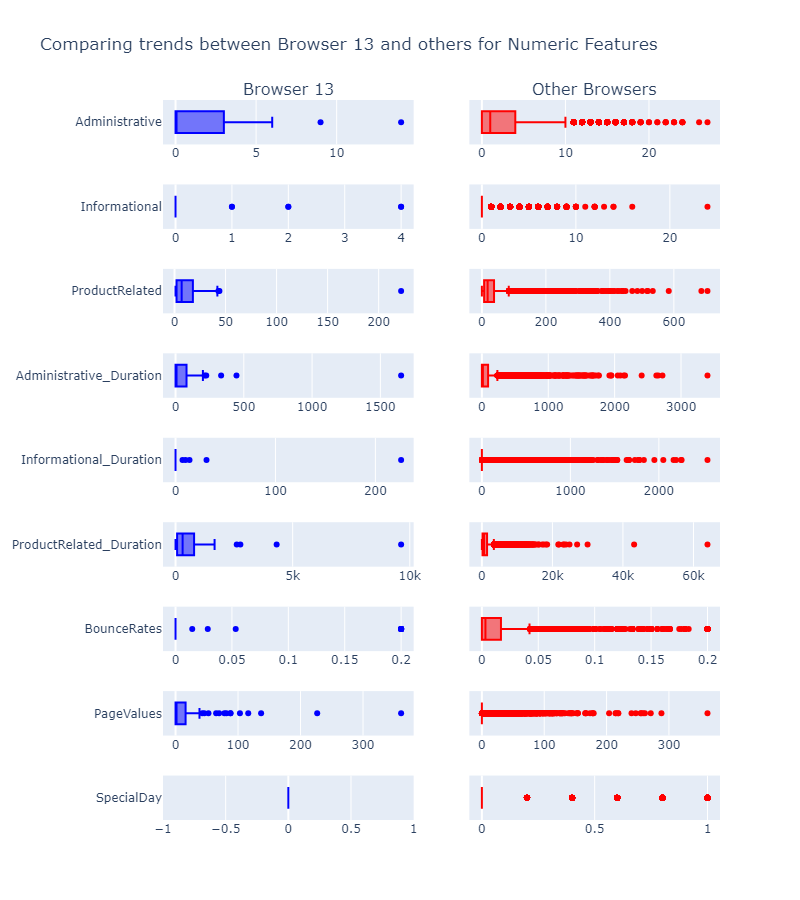 Comparing trends between Browser 13 and others for Numeric Features
Browser 13 Other Browsers
Administrative
0 5 10 0 10 20
Informational
0 1 2 3 4 0 10 20
ProductRelated
0 50 100 150 200 0 200 400 600
Administrative_Duration
0 500 1000 1500 0 1000 2000 3000
Informational_Duration
0 100 200 0 1000 2000
ProductRelated_Duration
0 5k 10k 0 20k 40k 60k
BounceRates
0 0.05 0.1 0.15 0.2 0 0.05 0.1 0.15 0.2
PageValues
0 100 200 300 0 100 200 300
SpecialDay
−1 −0.5 0 0.5 1 0 0.5 1